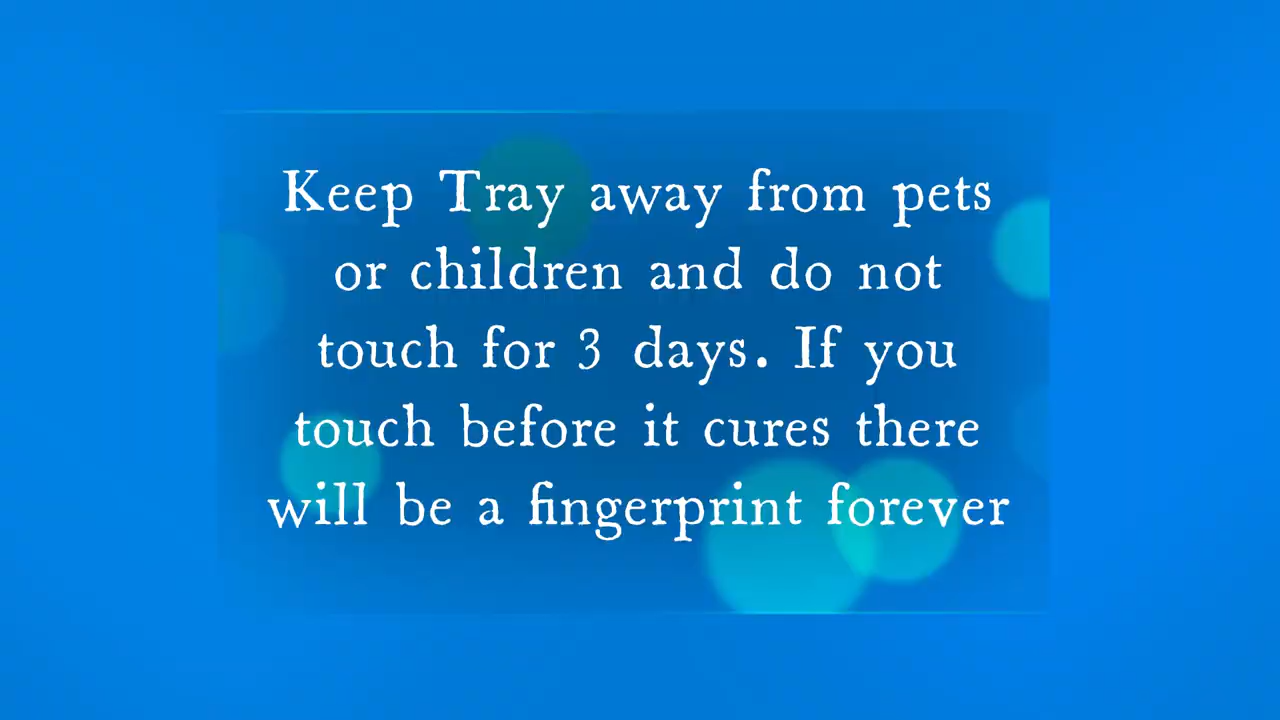 Keep Tray away from pets
or children and do not
touch for 3 days. If you
touch before it cures there
will be a fingerprint forever